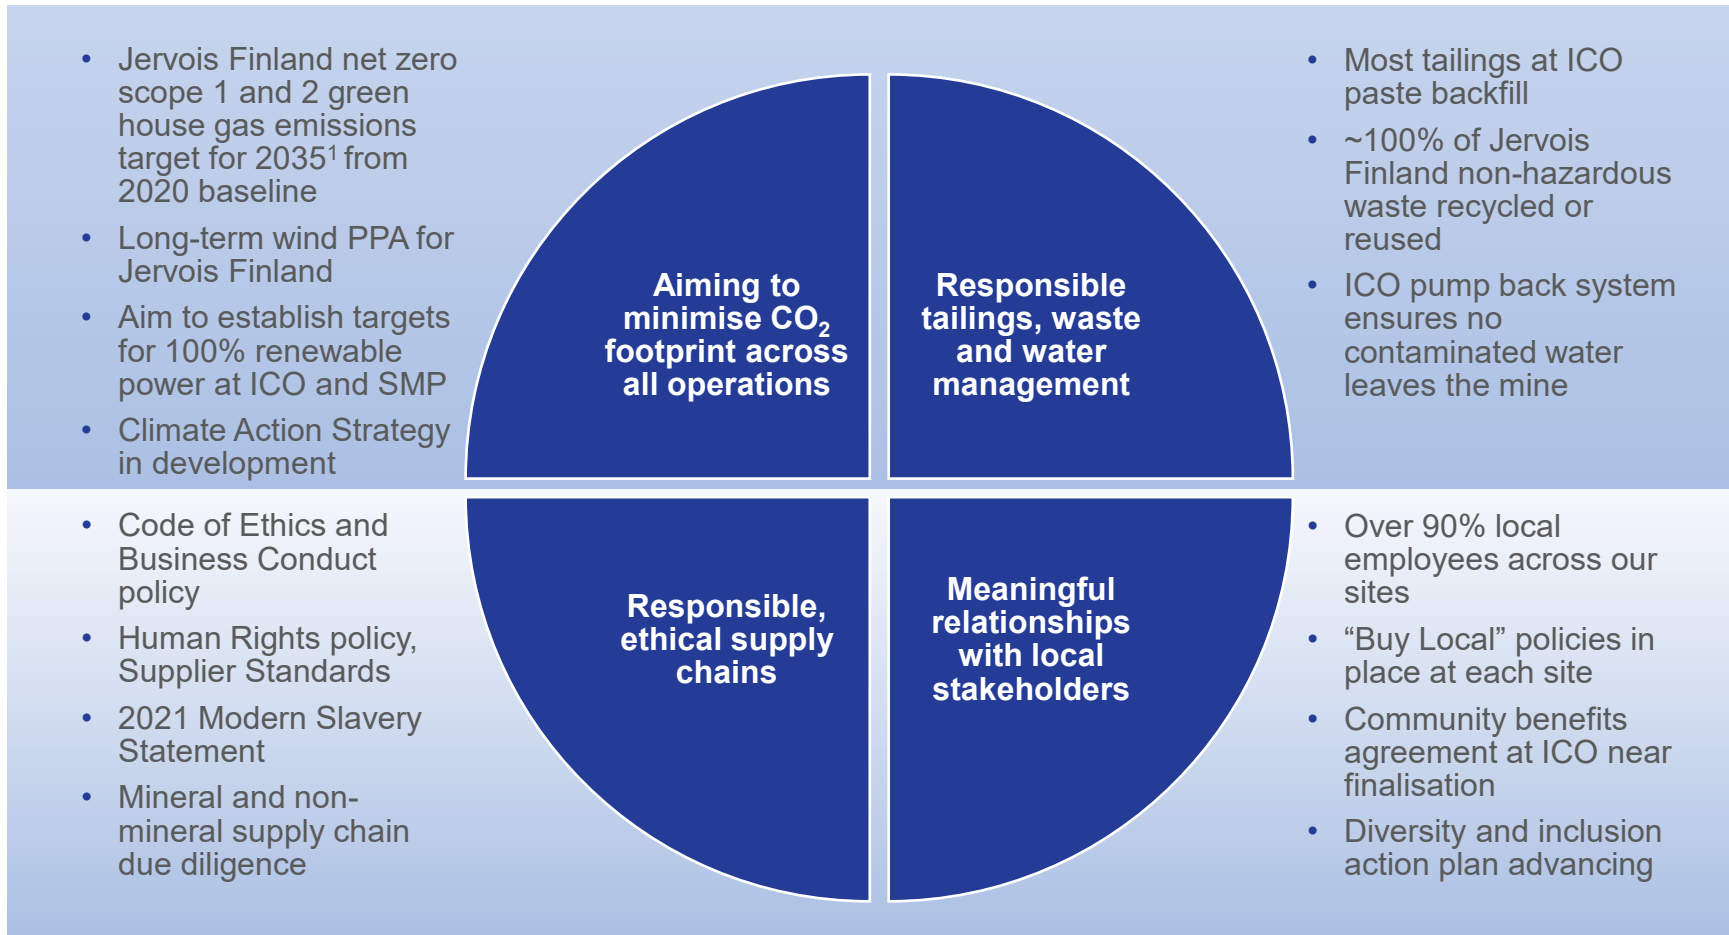 • Jervois Finland net zero
scope 1 and 2 green
house gas emissions
target for 2035¹ from
2020 baseline
• Long-term wind PPA for
Jervois Finland
• Aim to establish targets
for 100% renewable
power at ICO and SMP
• Climate Action Strategy
in development
Aiming to
minimise CO₂
footprint across
all operations
Responsible
tailings, waste
and water
management
• Most tailings at ICO
paste backfill
• ~100% of Jervois
Finland non-hazardous
waste recycled or
reused
• ICO pump back system
ensures no
contaminated water
leaves the mine
• Code of Ethics and
Business Conduct
policy
• Human Rights policy,
Supplier Standards
• 2021 Modern Slavery
Statement
• Mineral and non-
mineral supply chain
due diligence
Responsible,
ethical supply
chains
Meaningful
relationships
with local
stakeholders
• Over 90% local
employees across our
sites
• “Buy Local” policies in
place at each site
• Community benefits
agreement at ICO near
finalisation
• Diversity and inclusion
action plan advancing